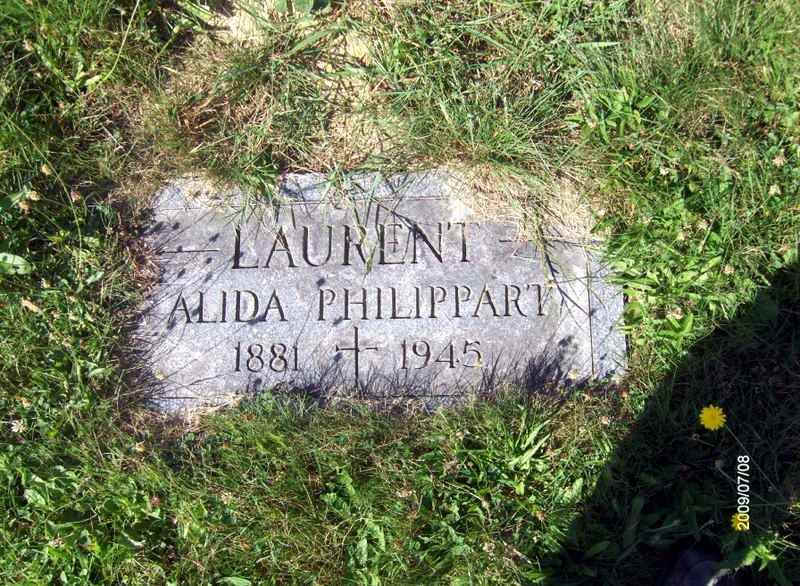 LAURENT
ALIDA PHILIPPART
1881 1945
2009/07/08